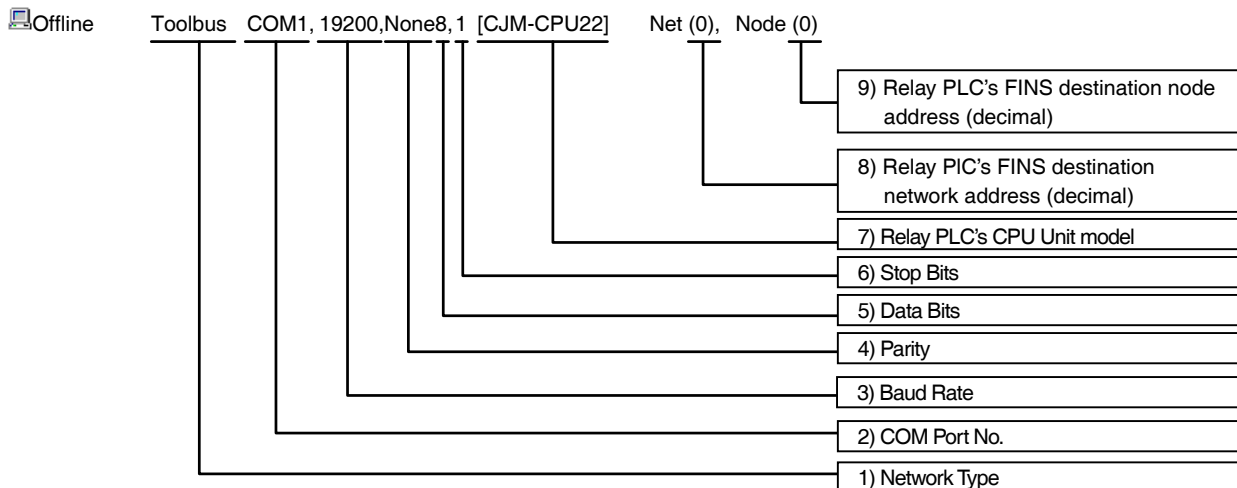 Offline Toolbus COM1, 19200,None8,1 [CJM-CPU22] Net (0), Node (0)
9) Relay PLC's FINS destination node
address (decimal)
8) Relay PlC's FINS destination
network address (decimal)
7) Relay PLC's CPU Unit model
6) Stop Bits
5) Data Bits
4) Parity
3) Baud Rate
2) COM Port No.
1) Network Type